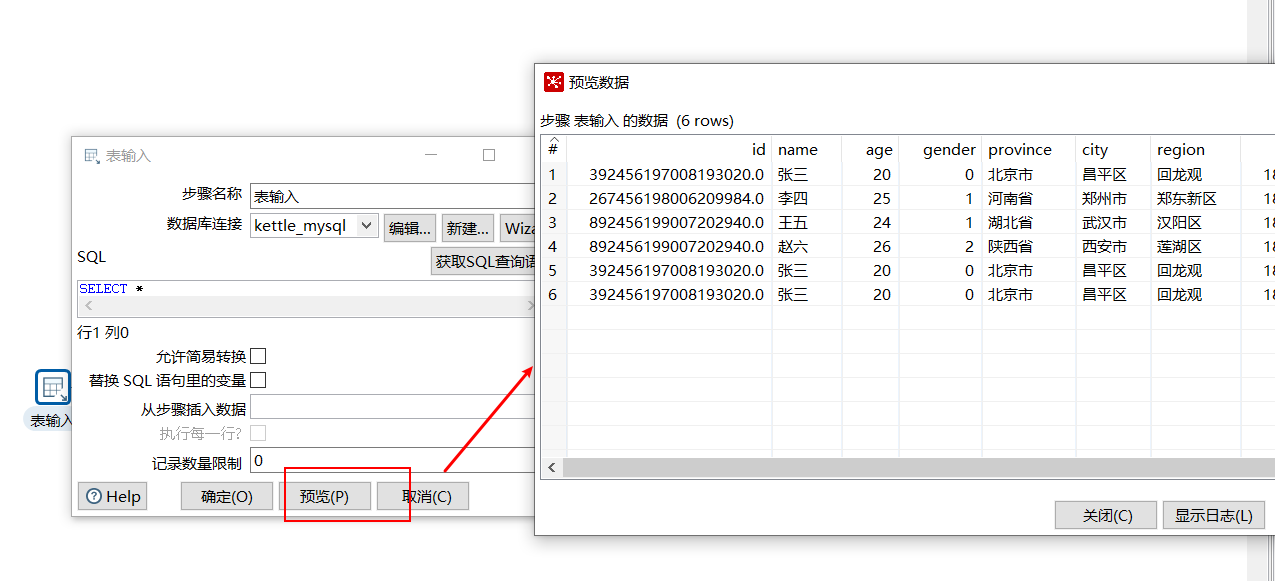 表输入
步骤名称 表输入
数据库连接 kettle_mysql 编辑... 新建... Wiza
SQL 获取SQL查询语
SELECT *
行1 列0
允许简易转换
替换 SQL 语句里的变量
从步骤插入数据
执行每一行?
记录数量限制 0
Help 确定(O) 预览(P) 取消(C)
表输入
预览数据
步骤 表输入 的数据 (6 rows)
# id name age gender province city region
1 392456197008193020.0 张三 20 0 北京市 昌平区 回龙观 18
2 267456198006209984.0 李四 25 1 河南省 郑州市 郑东新区 18
3 892456199007202940.0 王五 24 1 湖北省 武汉市 汉阳区 18
4 892456199007202940.0 赵六 26 2 陕西省 西安市 莲湖区 18
5 392456197008193020.0 张三 20 0 北京市 昌平区 回龙观 18
6 392456197008193020.0 张三 20 0 北京市 昌平区 回龙观 18
关闭(C) 显示日志(L)